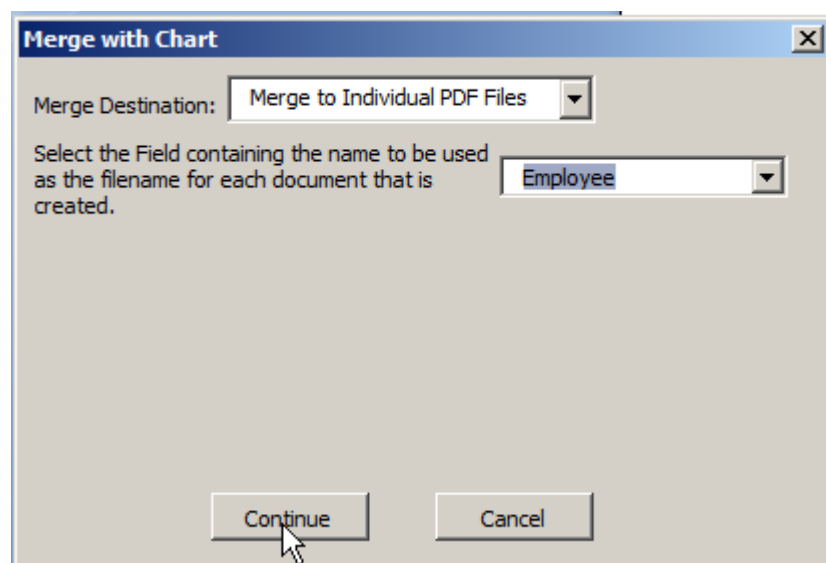 Merge with Chart
Merge Destination: Merge to Individual PDF Files
Select the Field containing the name to be used
as the filename for each document that is
created.
Employee
Continue Cancel